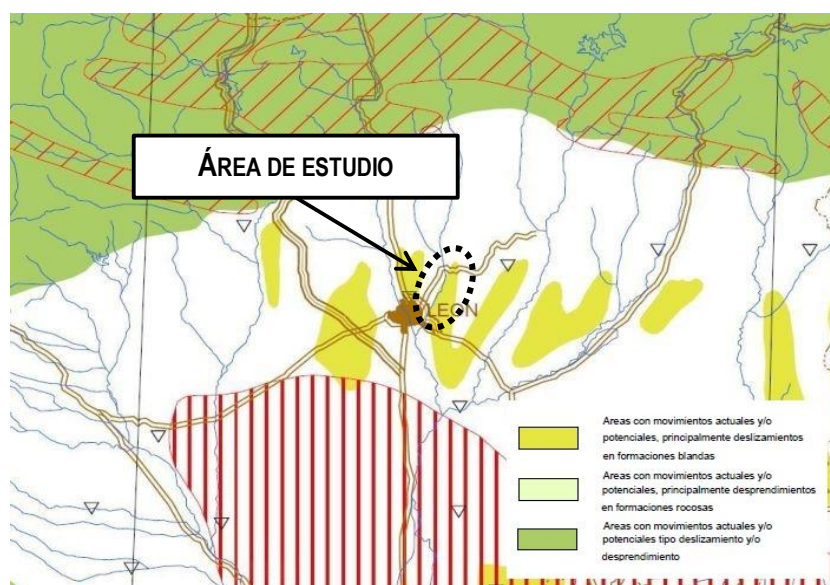 ÁREA DE ESTUDIO
LEON
Areas con movimientos actuales y/o
potenciales, principalmente deslizamientos
en formaciones blandas
Areas con movimientos actuales y/o
potenciales, principalmente desprendimientos
en formaciones rocosas
Areas con movimientos actuales y/o
potenciales tipo deslizamiento y/o
desprendimiento